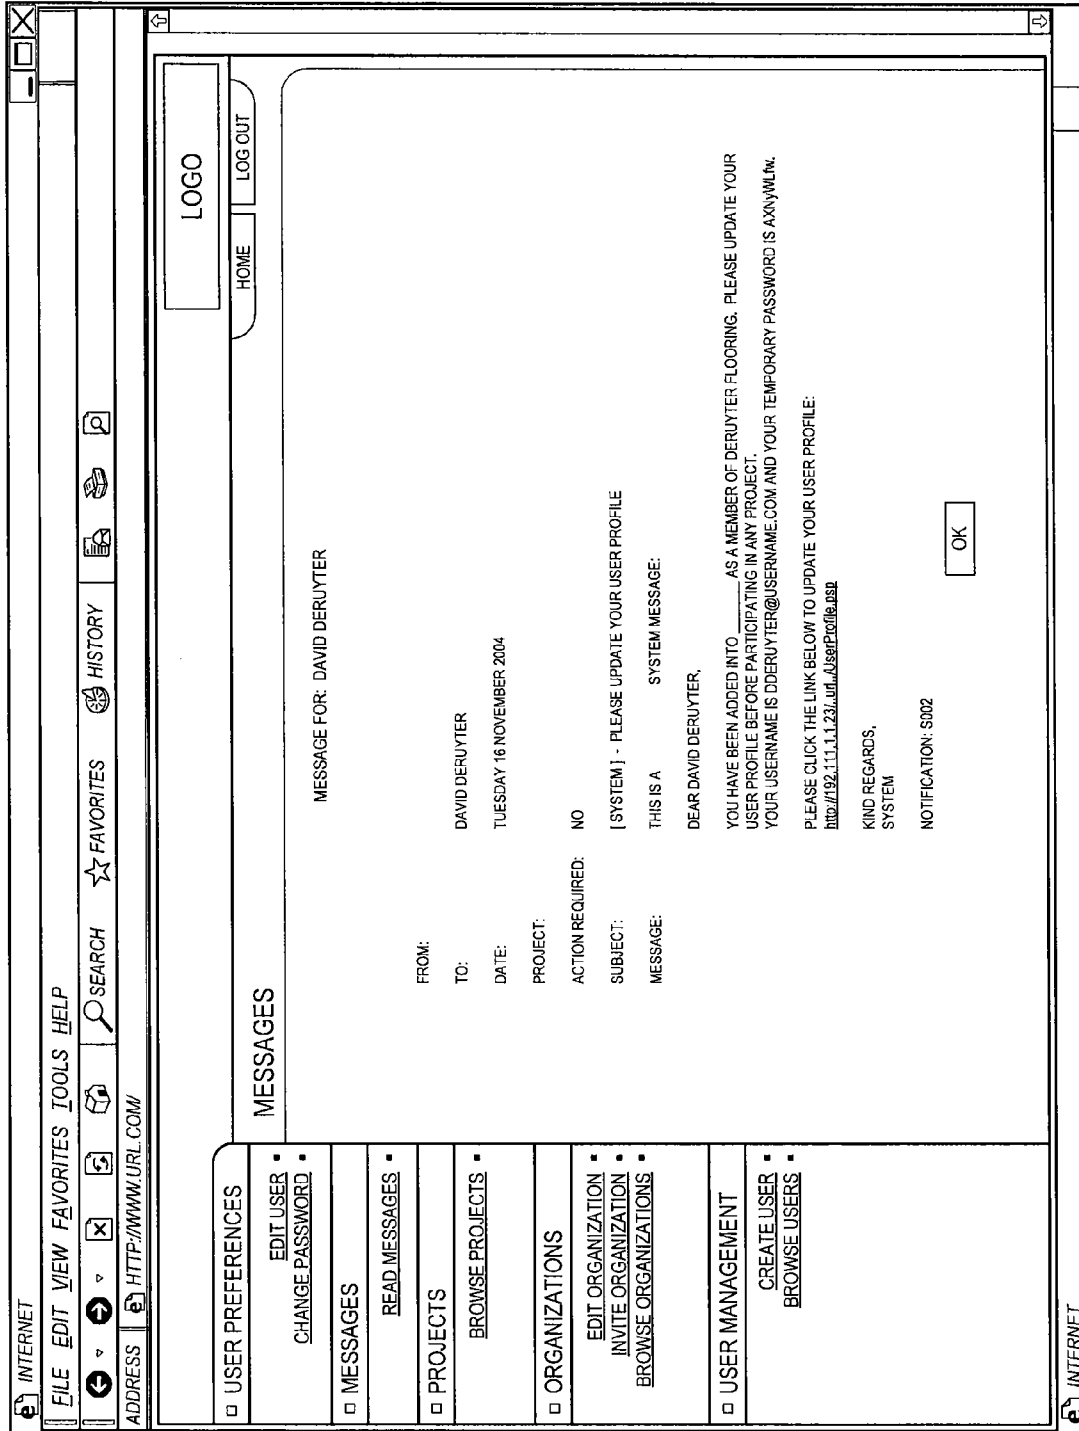 INTERNET
FILE EDIT VIEW FAVORITES TOOLS HELP
SEARCH FAVORITES HISTORY
ADDRESS HTTP://WWW.URL.COM/
LOGO
HOME LOG OUT
USER PREFERENCES
EDIT USER
CHANGE PASSWORD
MESSAGES
READ MESSAGES
PROJECTS
BROWSE PROJECTS
ORGANIZATIONS
EDIT ORGANIZATION
INVITE ORGANIZATION
BROWSE ORGANIZATIONS
USER MANAGEMENT
CREATE USER
BROWSE USERS
MESSAGES
MESSAGE FOR: DAVID DERUYTER
FROM:
TO: DAVID DERUYTER
DATE: TUESDAY 16 NOVEMBER 2004
PROJECT:
ACTION REQUIRED: NO
SUBJECT: [SYSTEM] - PLEASE UPDATE YOUR USER PROFILE
MESSAGE: THIS IS A SYSTEM MESSAGE:
DEAR DAVID DERUYTER,
YOU HAVE BEEN ADDED INTO ______ AS A MEMBER OF DERUYTER FLOORING. PLEASE UPDATE YOUR
USER PROFILE BEFORE PARTICIPATING IN ANY PROJECT.
YOUR USERNAME IS DDERUYTER@USERNAME.COM AND YOUR TEMPORARY PASSWORD IS AXNyWLfw.
PLEASE CLICK THE LINK BELOW TO UPDATE YOUR USER PROFILE:
http://192.111.1.1.23/..url../UserProfile.psp
KIND REGARDS,
SYSTEM
NOTIFICATION: S002
OK
INTERNET